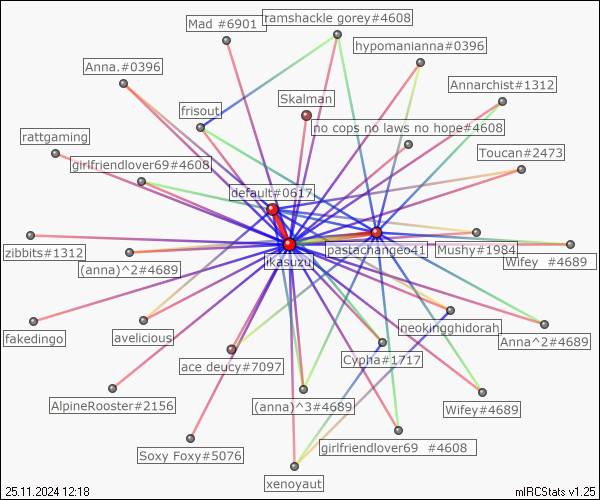 Mad #6901
ramshackle gorey#4608
hypomanianna#0396
Anna.#0396
Annarchist#1312
Skalman
frisout
no cops no laws no hope#4608
rattgaming
Toucan#2473
girlfriendlover69#4608
default#0617
zibbits#1312
pastachangeo41
Mushy#1984
Wifey #4689
ikasuzu
(anna)^2#4689
neokingghidorah
fakedingo
avelicious
Anna^2#4689
Cypha#1717
ace deucy#7097
AlpineRooster#2156
(anna)^3#4689
Wifey#4689
girlfriendlover69 #4608
Soxy Foxy#5076
xenoyaut
25.11.2024 12:18
mIRCStats v1.25